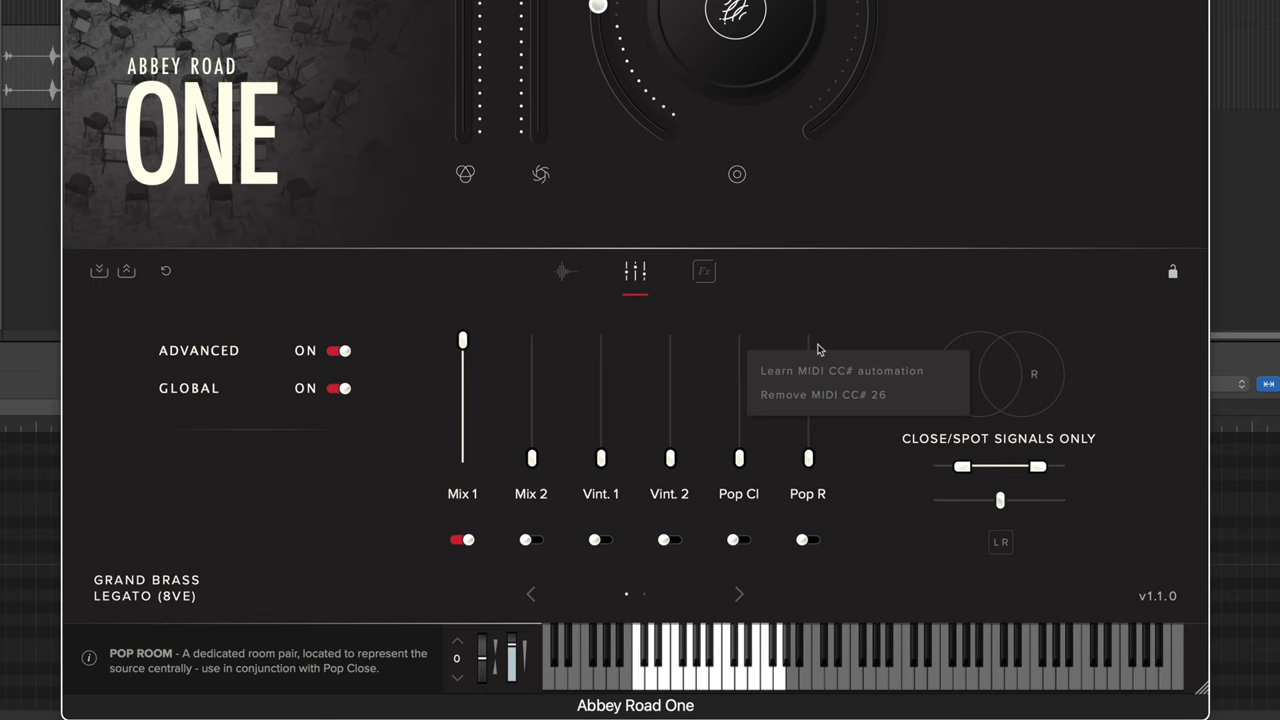 ABBEY ROAD
ONE
Fx
ADVANCED ON
GLOBAL ON
Learn MIDI CC# automation
Remove MIDI CC# 26
R
CLOSE/SPOT SIGNALS ONLY
Mix 1 Mix 2 Vint. 1 Vint. 2 Pop Cl Pop R
L R
GRAND BRASS
LEGATO (8VE)
v1.1.0
POP ROOM - A dedicated room pair, located to represent the
source centrally - use in conjunction with Pop Close.
0
Abbey Road One